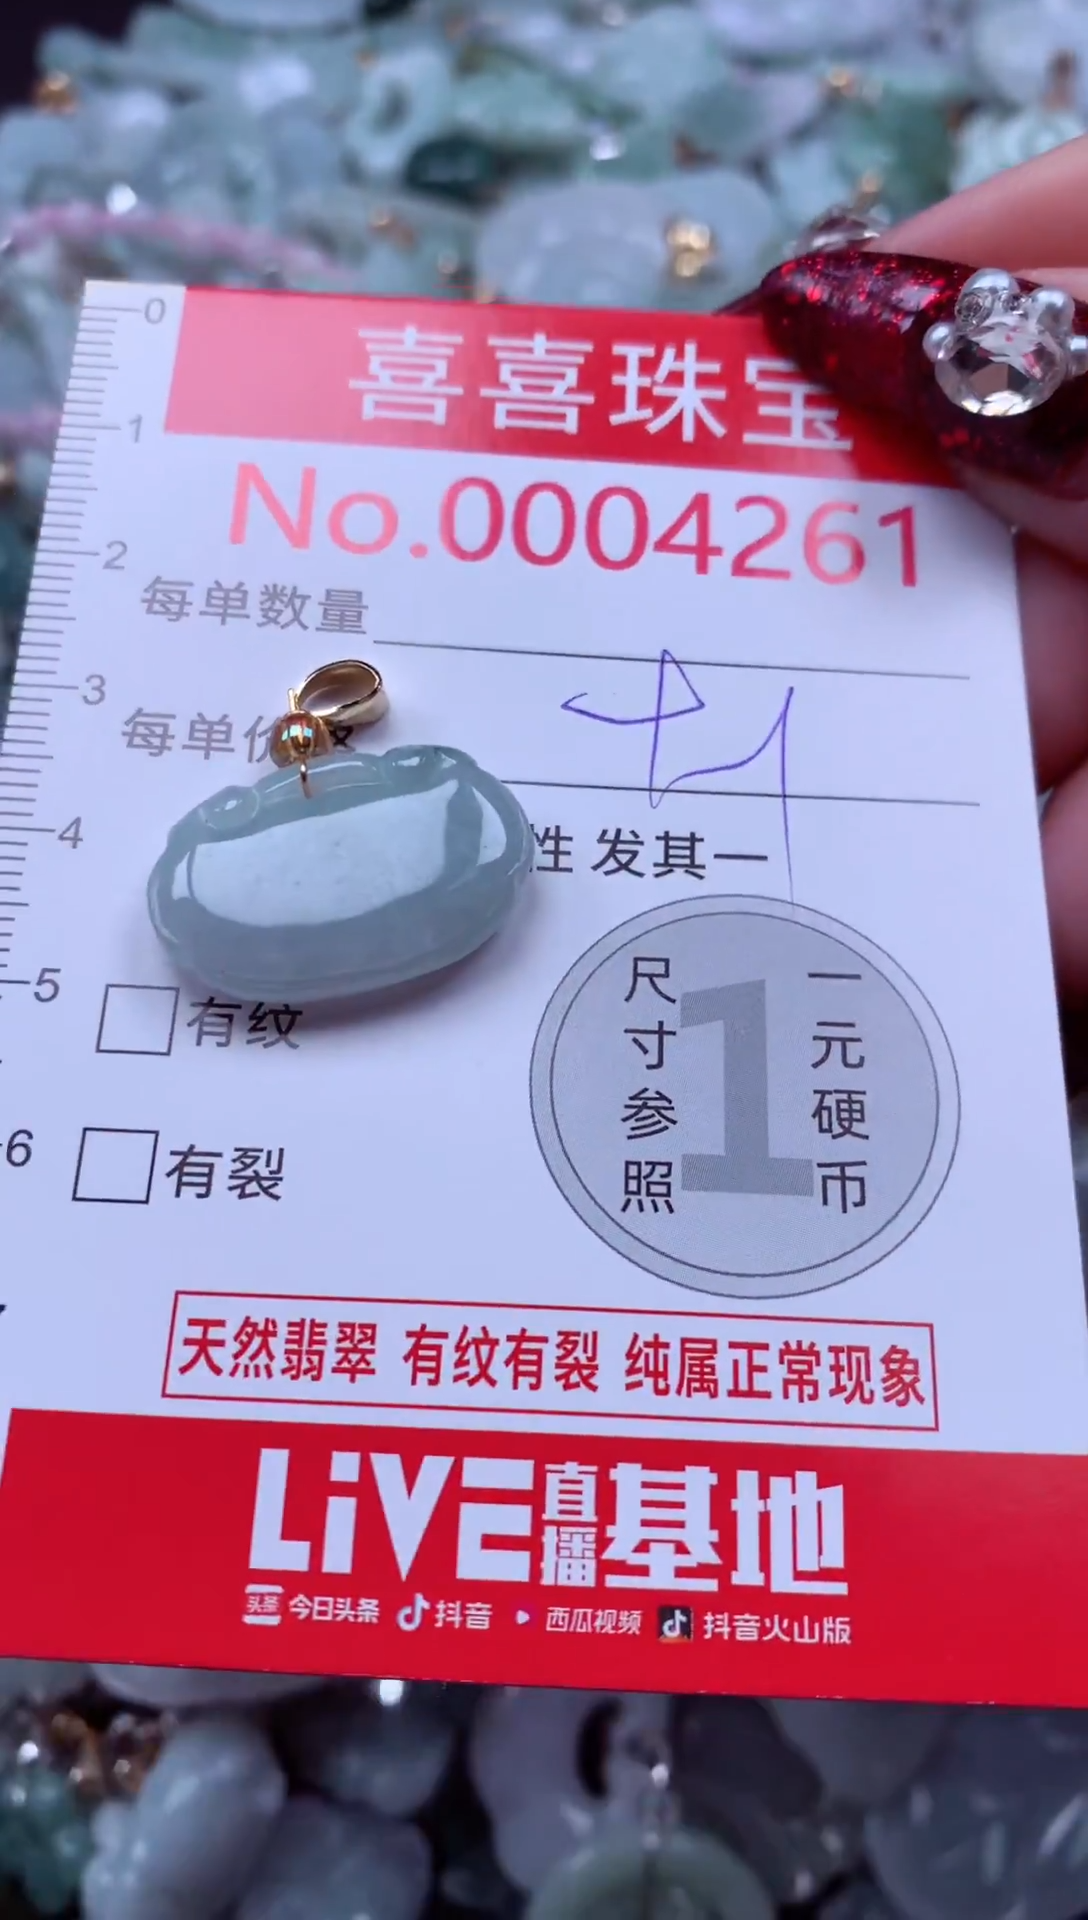 喜喜珠宝
No.0004261
每单数量
每单价
性 发其一
有纹
有裂
尺寸参照
一元硬币
1
天然翡翠 有纹有裂 纯属正常现象
LiVE直播基地
头条 今日头条 抖音 西瓜视频 抖音火山版
0
1
2
3
4
5
6